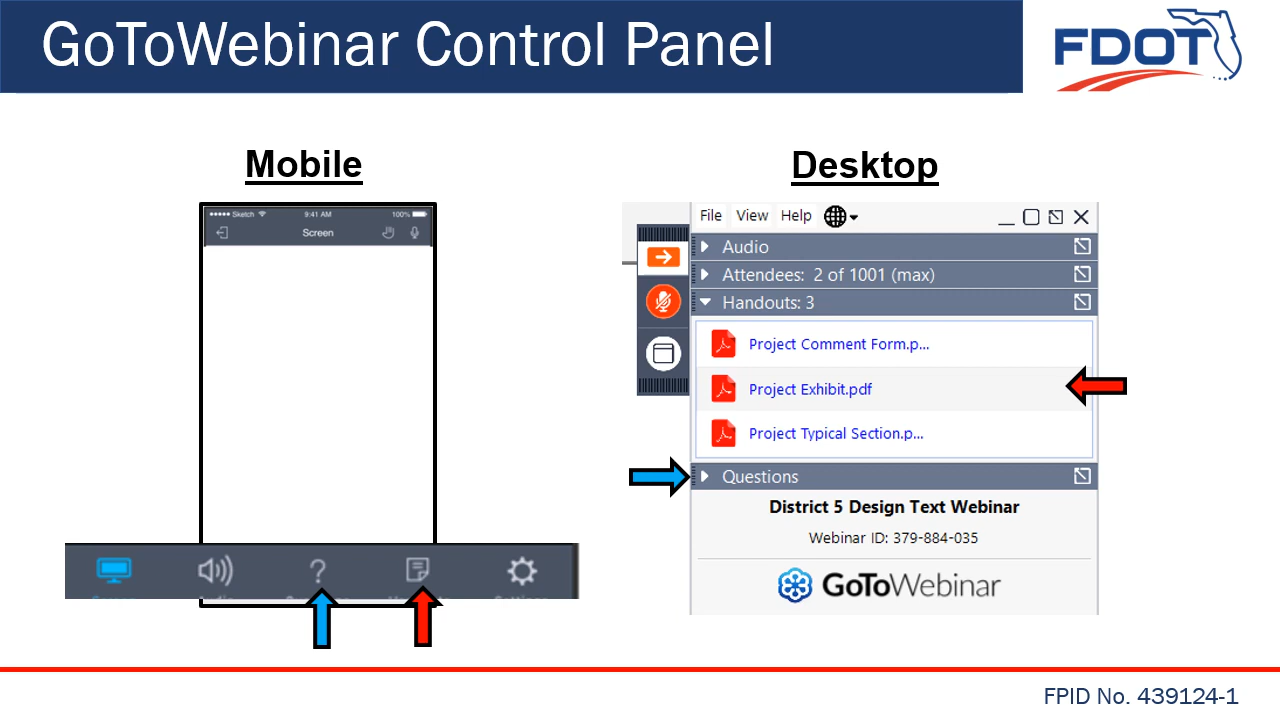 GoToWebinar Control Panel
FDOT
Mobile
Desktop
Sketch 9:41 AM 100%
Screen
File View Help
Audio
Attendees: 2 of 1001 (max)
Handouts: 3
Project Comment Form.p...
Project Exhibit.pdf
Project Typical Section.p...
Questions
District 5 Design Text Webinar
Webinar ID: 379-884-035
GoToWebinar
?
FPID No. 439124-1